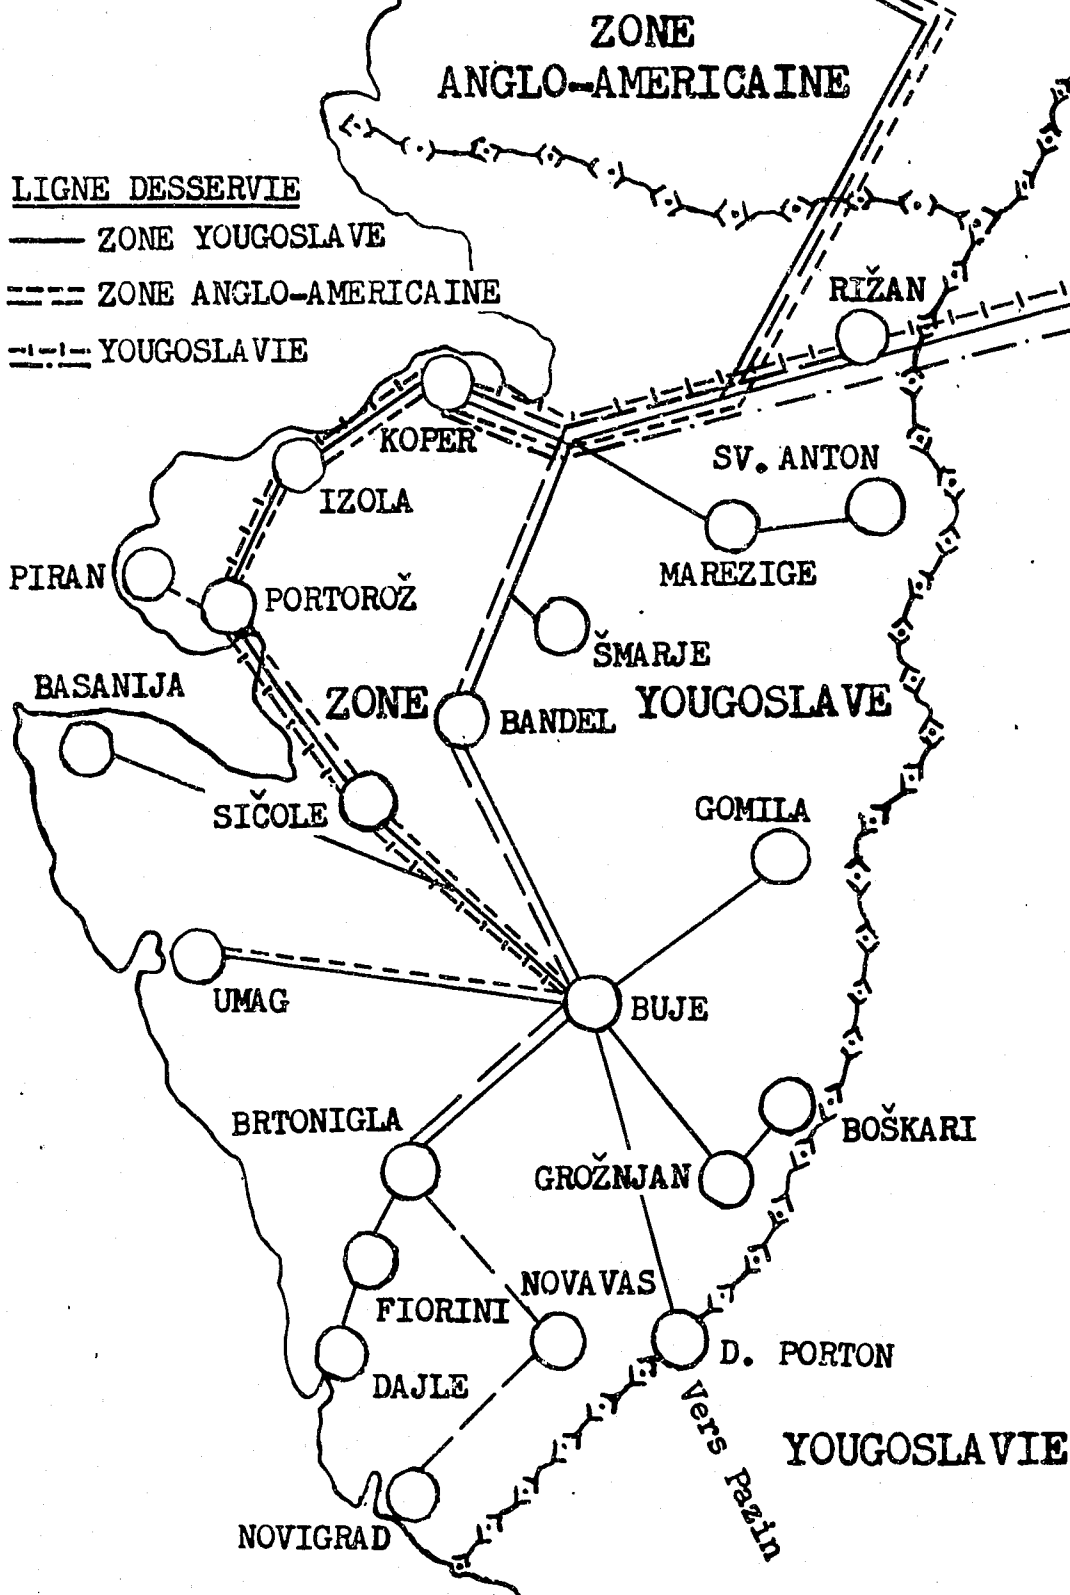 ZONE
ANGLO-AMERICAINE
LIGNE DESSERVIE
ZONE YOUGOSLAVE
ZONE ANGLO-AMERICAINE
YOUGOSLAVIE
RIŽAN
KOPER
SV. ANTON
IZOLA
MAREZIGE
PIRAN
PORTOROŽ
ŠMARJE
BASANIJA
ZONE YOUGOSLAVE
BANDEL
SIČOLE
GOMILA
UMAG
BUJE
BRTONIGLA
BOŠKARI
GROŽNJAN
NOVAVAS
FIORINI
D. PORTON
DAJLE
Vers Pazin
YOUGOSLAVIE
NOVIGRAD